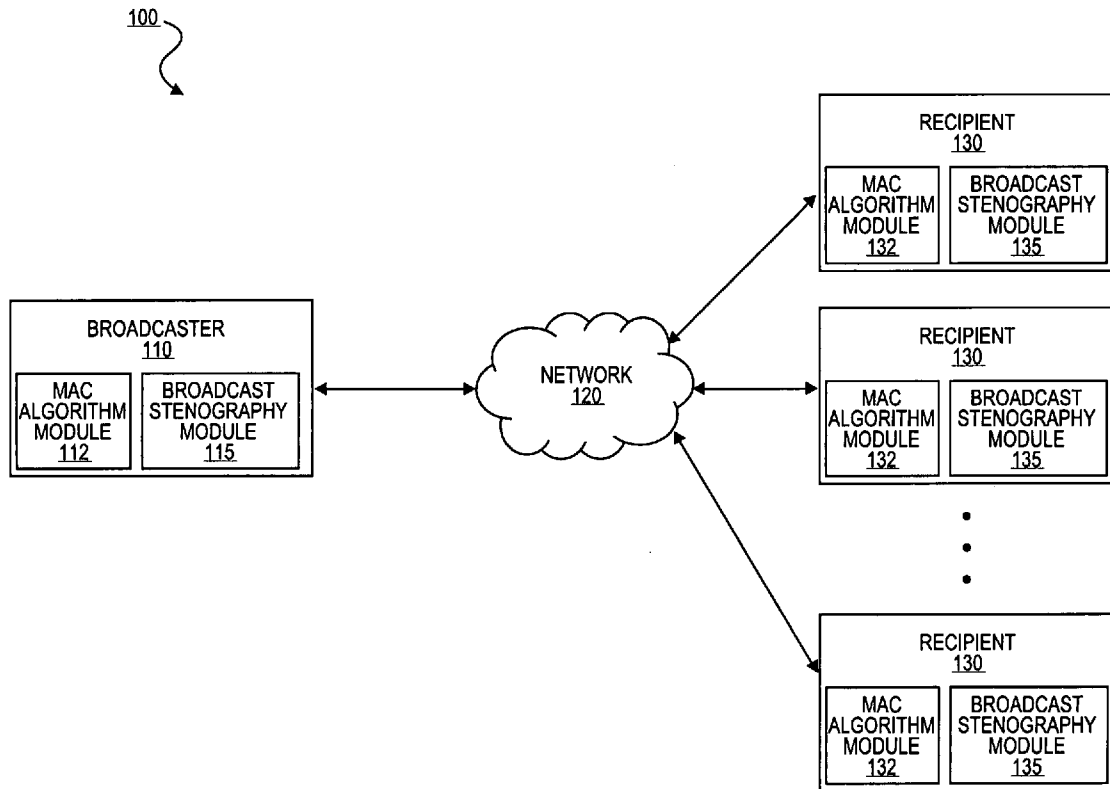 100
BROADCASTER
110
MAC
ALGORITHM
MODULE
112
BROADCAST
STENOGRAPHY
MODULE
115
NETWORK
120
RECIPIENT
130
MAC
ALGORITHM
MODULE
132
BROADCAST
STENOGRAPHY
MODULE
135
RECIPIENT
130
MAC
ALGORITHM
MODULE
132
BROADCAST
STENOGRAPHY
MODULE
135
RECIPIENT
130
MAC
ALGORITHM
MODULE
132
BROADCAST
STENOGRAPHY
MODULE
135